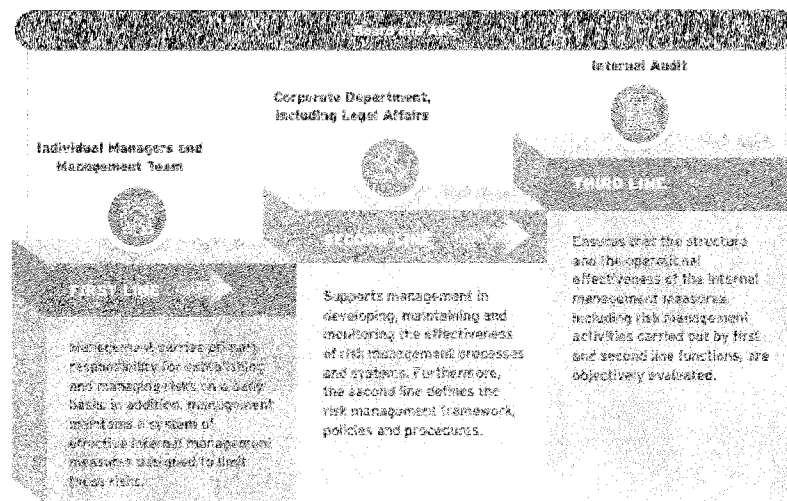 Board and ARC
Individual Managers and
Management Team
FIRST LINE
Management carries primary
responsibility for establishing
and managing risks on a daily
basis. In addition, management
maintains a system of
effective internal management
measures designed to limit
these risks.
Corporate Department,
including Legal Affairs
SECOND LINE
Supports management in
developing, maintaining and
monitoring the effectiveness
of risk management processes
and systems. Furthermore,
the second line defines the
risk management framework,
policies and procedures.
Internal Audit
THIRD LINE
Ensures that the structure
and the operational
effectiveness of the internal
management measures,
including risk management
activities carried out by first
and second line functions, are
objectively evaluated.